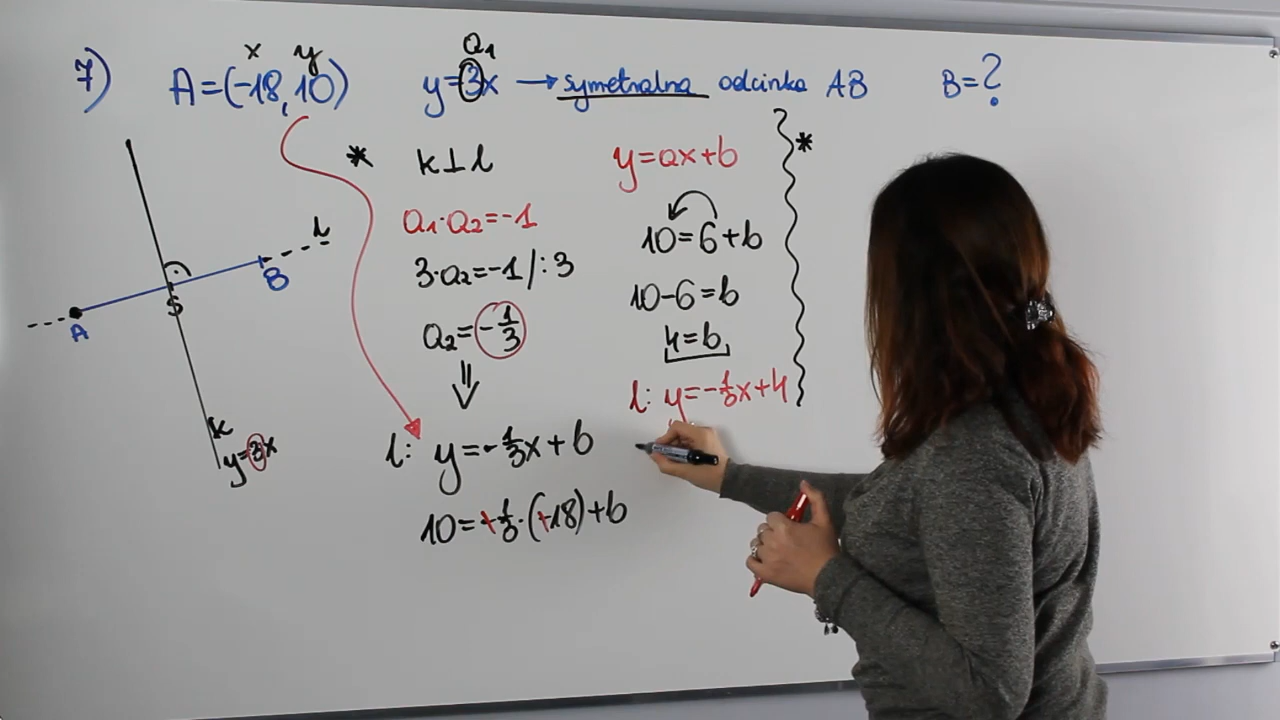 7) A=(-18,10) y=3x → symetralna odcinka AB B=?
x y
a₁
* k⊥l
a₁·a₂=-1
3·a₂=-1/:3
a₂=-1/3
⇓
l: y=-1/3x+b
10=-1/3·(-18)+b
y=ax+b
10=6+b
10-6=b
4=b
l: y=-1/3x+4
*
l
B
S
A
k
y=3x